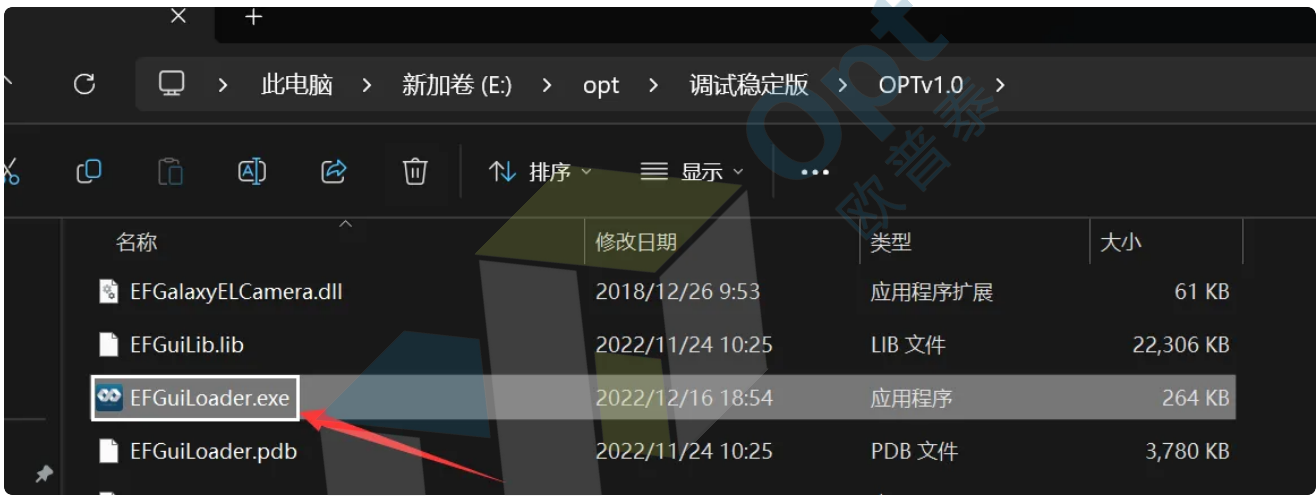 此电脑 > 新加卷 (E:) > opt > 调试稳定版 > OPTv1.0 >
排序 显示
名称 修改日期 类型 大小
EFGalaxyELCamera.dll 2018/12/26 9:53 应用程序扩展 61 KB
EFGuiLib.lib 2022/11/24 10:25 LIB 文件 22,306 KB
EFGuiLoader.exe 2022/12/16 18:54 应用程序 264 KB
EFGuiLoader.pdb 2022/11/24 10:25 PDB 文件 3,780 KB
Opt
欧普泰